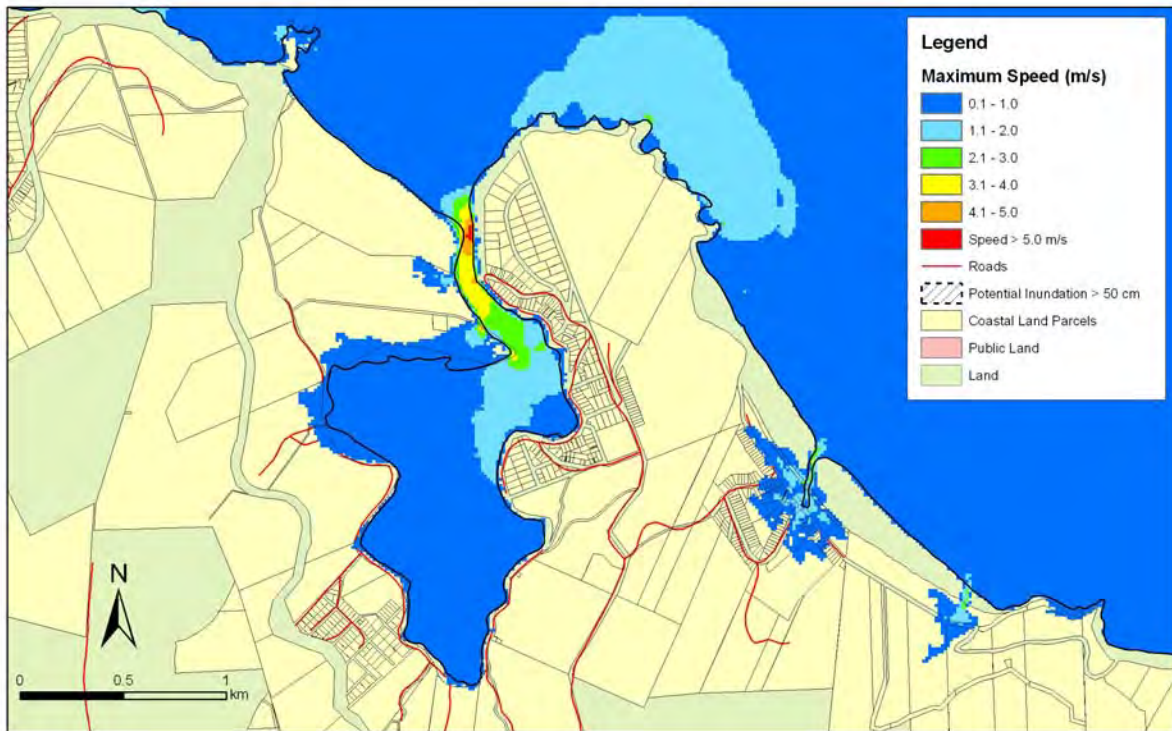 Legend
Maximum Speed (m/s)
0.1 - 1.0
1.1 - 2.0
2.1 - 3.0
3.1 - 4.0
4.1 - 5.0
Speed > 5.0 m/s
Roads
Potential Inundation > 50 cm
Coastal Land Parcels
Public Land
Land
N
0 0.5 1
km